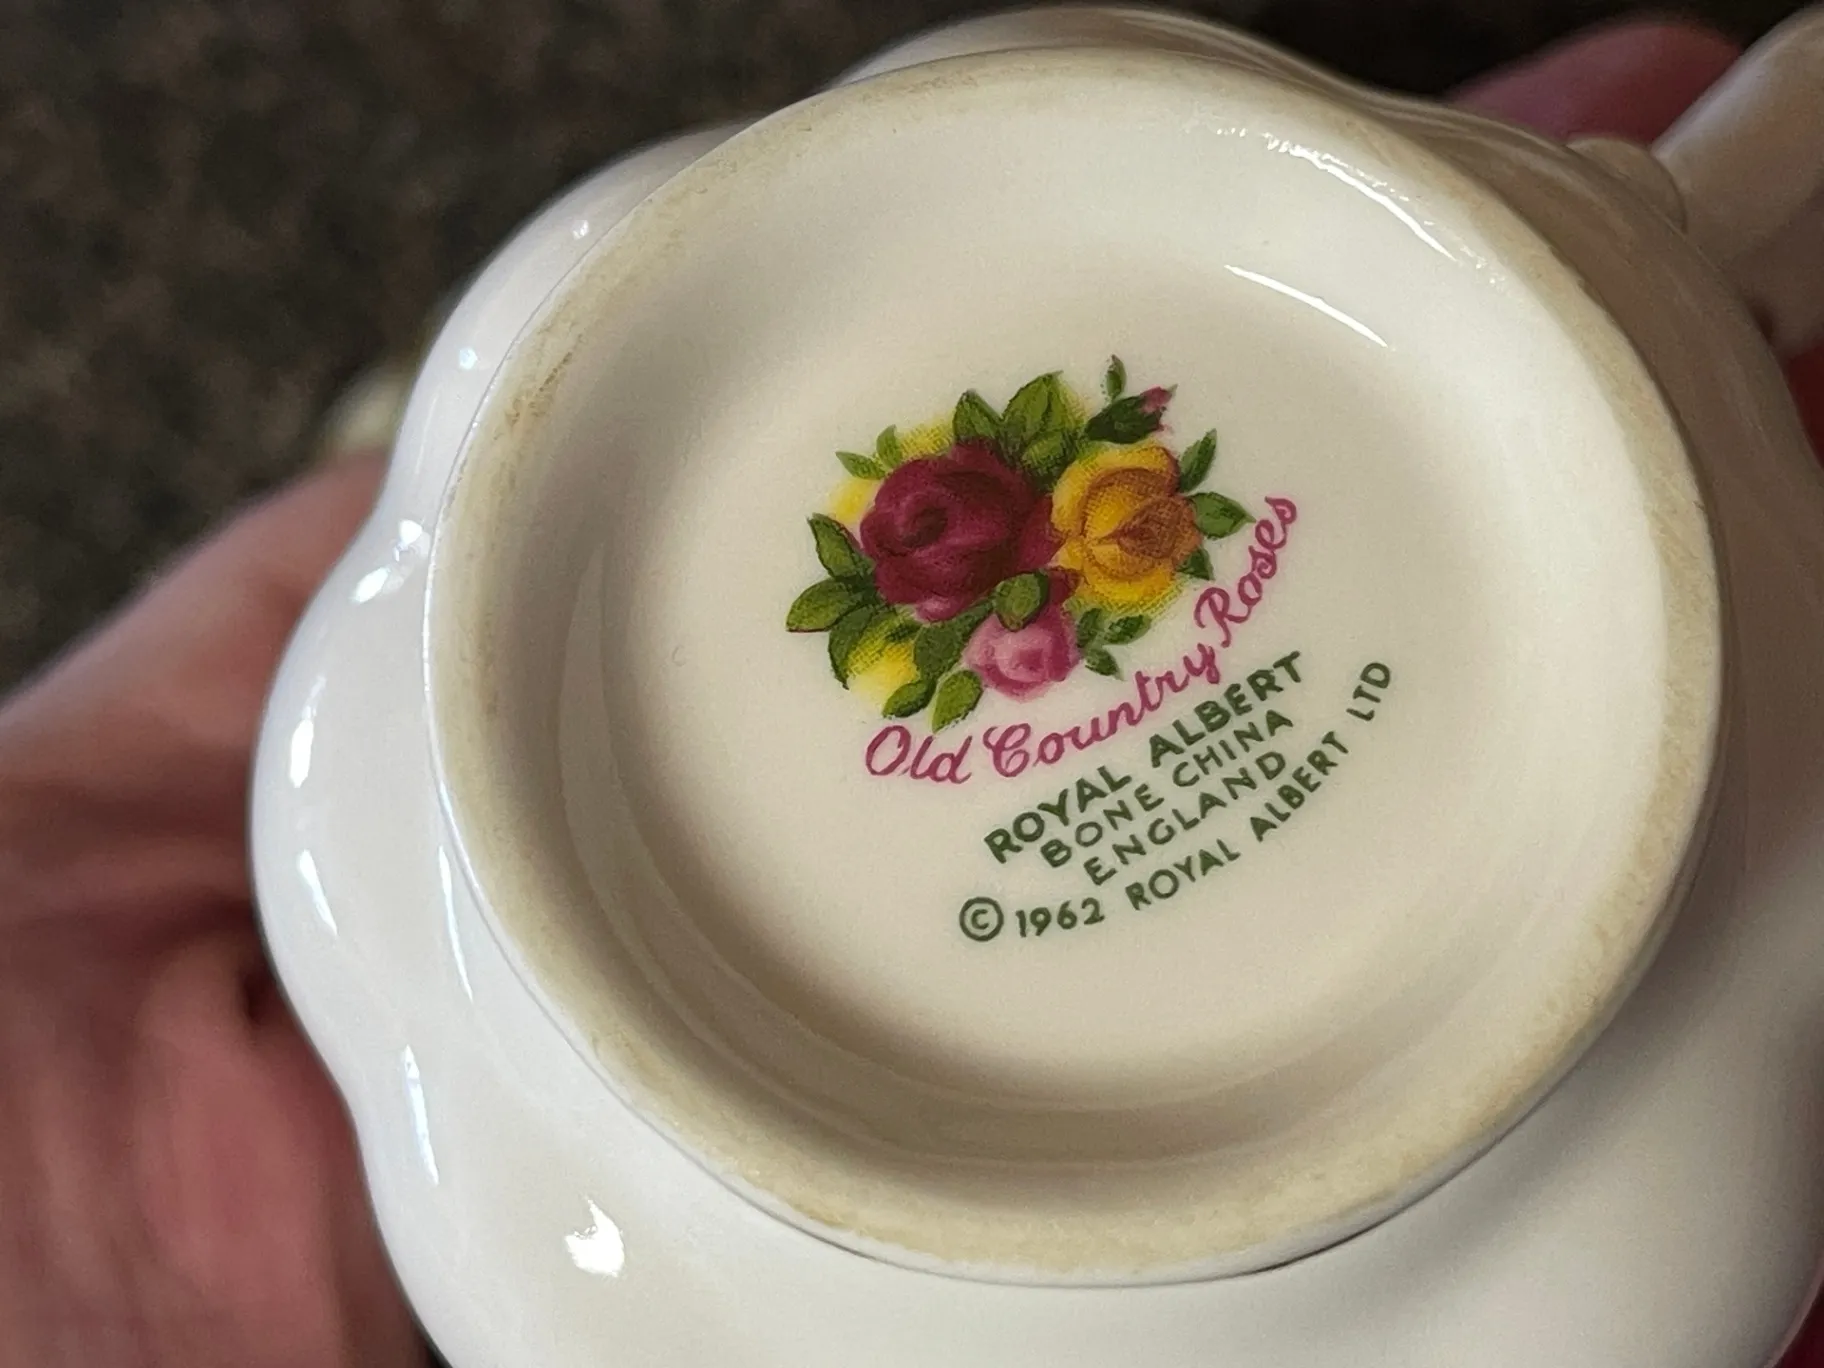 Old Country Roses
ROYAL ALBERT
BONE CHINA
ENGLAND
© 1962 ROYAL ALBERT LTD